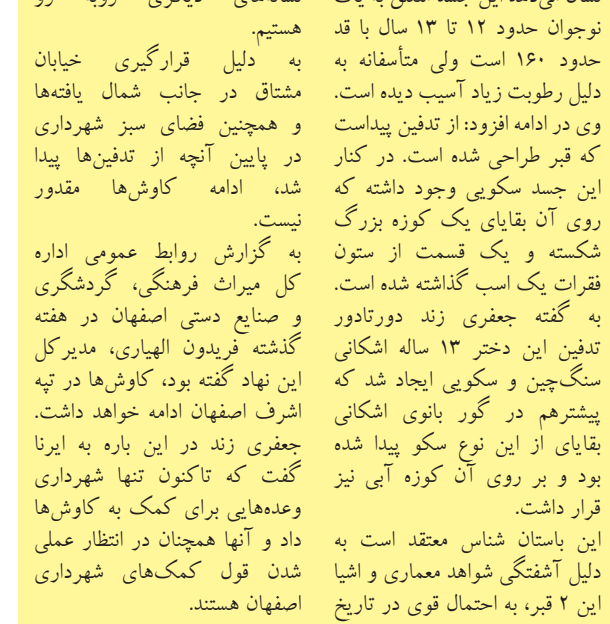 نوجوان حدود ۱۲ تا ۱۳ سال با قد
حدود ۱۶۰ است ولی متأسفانه به
دلیل رطوبت زیاد آسیب دیده است.
وی در ادامه افزود: از تدفین پیداست
که قبر طراحی شده است. در کنار
این جسد سکویی وجود داشته که
روی آن بقایای یک کوزه بزرگ
شکسته و یک قسمت از ستون
فقرات یک اسب گذاشته شده است.
به گفته جعفری زند دورتادور
تدفین این دختر ۱۳ ساله اشکانی
سنگ‌چین و سکویی ایجاد شد که
پیشترهم در گور بانوی اشکانی
بقایای از این نوع سکو پیدا شده
بود و بر روی آن کوزه آبی نیز
قرار داشت.
این باستان شناس معتقد است به
دلیل آشفتگی شواهد معماری و اشیا
این ۲ قبر، به احتمال قوی در تاریخ
هستیم.
به دلیل قرارگیری خیابان
مشتاق در جانب شمال یافته‌ها
و همچنین فضای سبز شهرداری
در پایین آنچه از تدفین‌ها پیدا
شد، ادامه کاوش‌ها مقدور
نیست.
به گزارش روابط عمومی اداره
کل میراث فرهنگی، گردشگری
و صنایع دستی اصفهان در هفته
گذشته فریدون الهیاری، مدیرکل
این نهاد گفته بود، کاوش‌ها در تپه
اشرف اصفهان ادامه خواهد داشت.
جعفری زند در این باره به ایرنا
گفت که تاکنون تنها شهرداری
وعده‌هایی برای کمک به کاوش‌ها
داد و آنها همچنان در انتظار عملی
شدن قول کمک‌های شهرداری
اصفهان هستند.